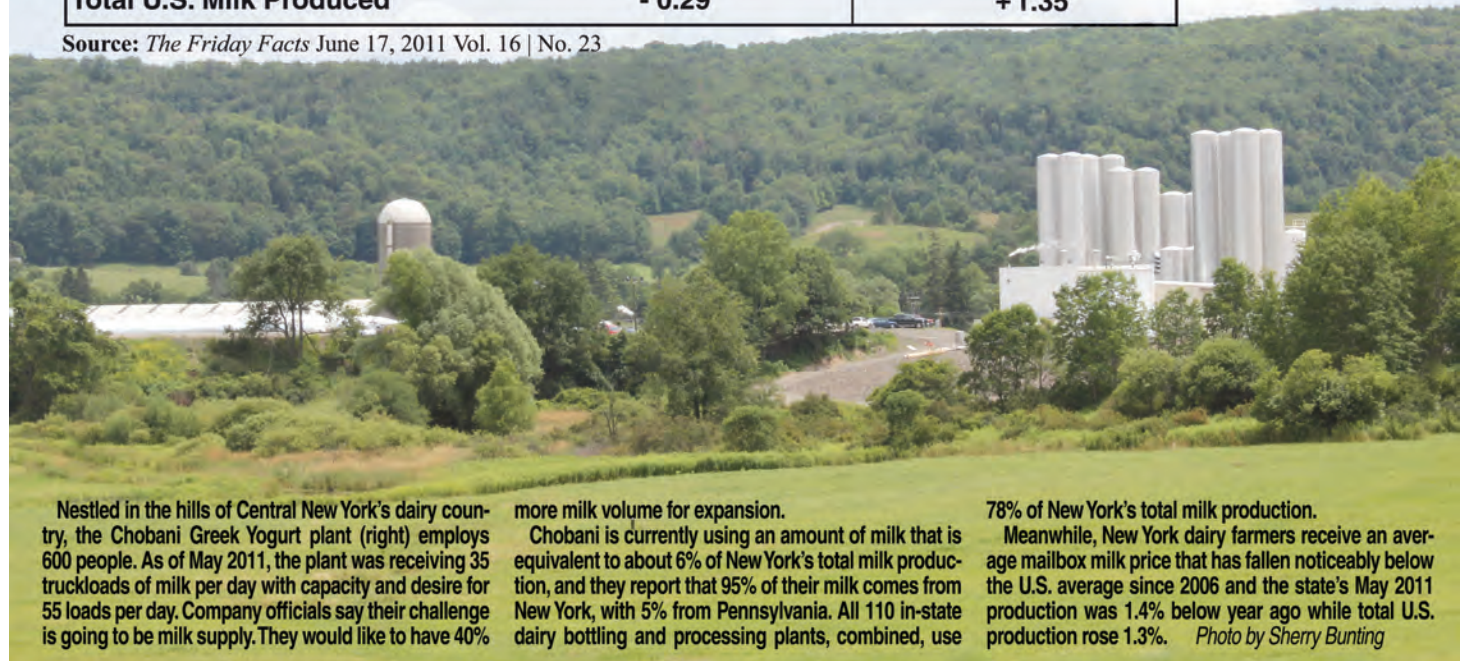 Total U.S. Milk Produced - 0.29 + 1.35
Source: The Friday Facts June 17, 2011 Vol. 16 | No. 23
Nestled in the hills of Central New York's dairy coun-
try, the Chobani Greek Yogurt plant (right) employs
600 people. As of May 2011, the plant was receiving 35
truckloads of milk per day with capacity and desire for
55 loads per day. Company officials say their challenge
is going to be milk supply. They would like to have 40%
more milk volume for expansion.
Chobani is currently using an amount of milk that is
equivalent to about 6% of New York's total milk produc-
tion, and they report that 95% of their milk comes from
New York, with 5% from Pennsylvania. All 110 in-state
dairy bottling and processing plants, combined, use
78% of New York's total milk production.
Meanwhile, New York dairy farmers receive an aver-
age mailbox milk price that has fallen noticeably below
the U.S. average since 2006 and the state's May 2011
production was 1.4% below year ago while total U.S.
production rose 1.3%. Photo by Sherry Bunting